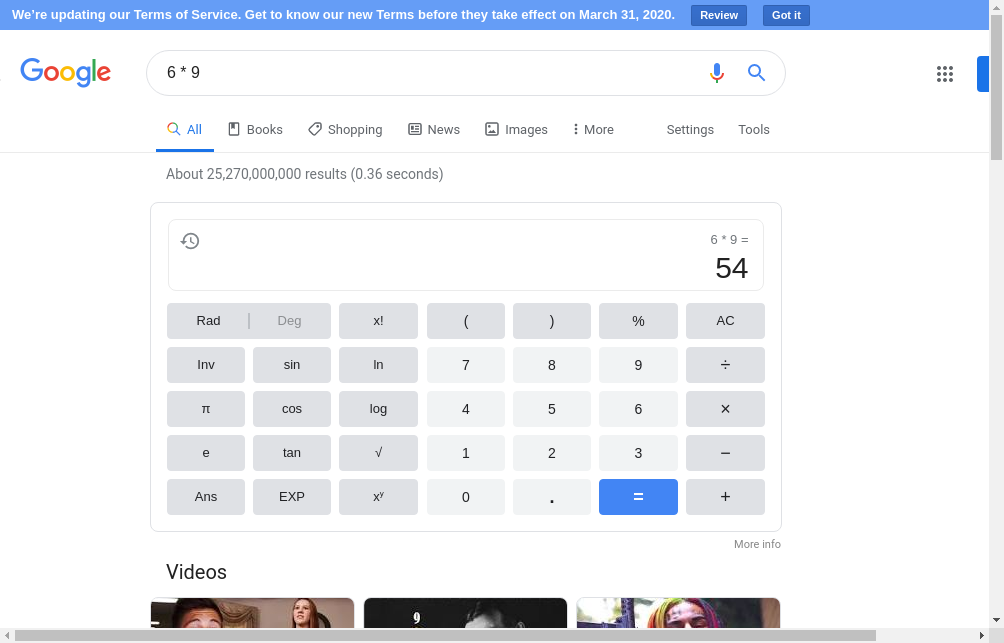 We're updating our Terms of Service. Get to know our new Terms before they take effect on March 31, 2020. Review Got it
Google 6 * 9
All Books Shopping News Images More Settings Tools
About 25,270,000,000 results (0.36 seconds)
6 * 9 =
54
Rad Deg x! ( ) % AC
Inv sin ln 7 8 9 ÷
π cos log 4 5 6 ×
e tan √ 1 2 3 −
Ans EXP xʸ 0 . = +
More info
Videos
9